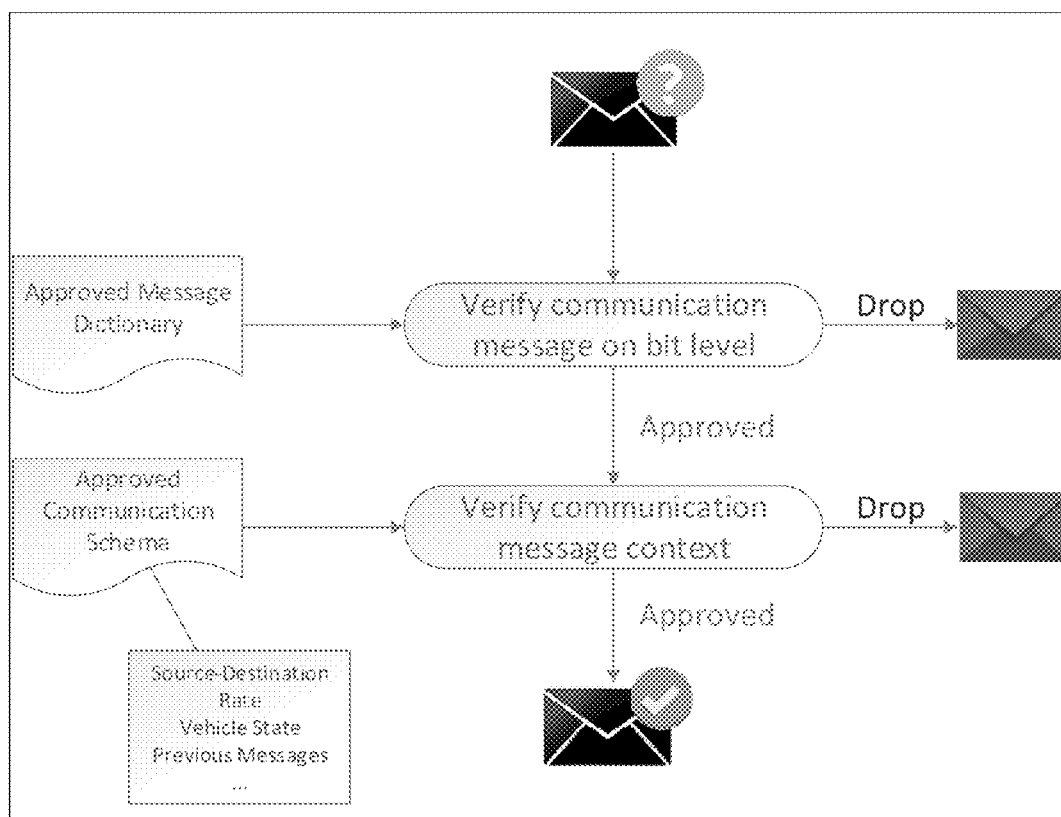 ?
Approved Message
Dictionary
Verify communication
message on bit level
Drop
Approved
Approved
Communication
Schema
Verify communication
message context
Drop
Approved
Source-Destination
Rate
Vehicle State
Previous Messages
...